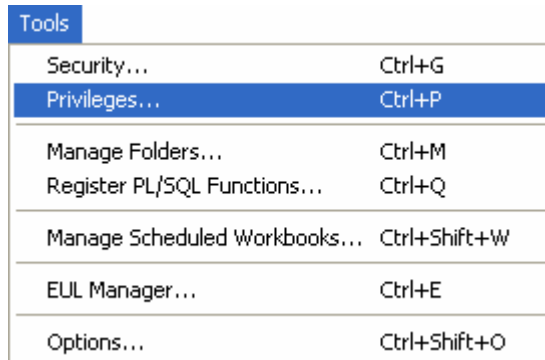 Tools
Security... Ctrl+G
Privileges... Ctrl+P
Manage Folders... Ctrl+M
Register PL/SQL Functions... Ctrl+Q
Manage Scheduled Workbooks... Ctrl+Shift+W
EUL Manager... Ctrl+E
Options... Ctrl+Shift+O